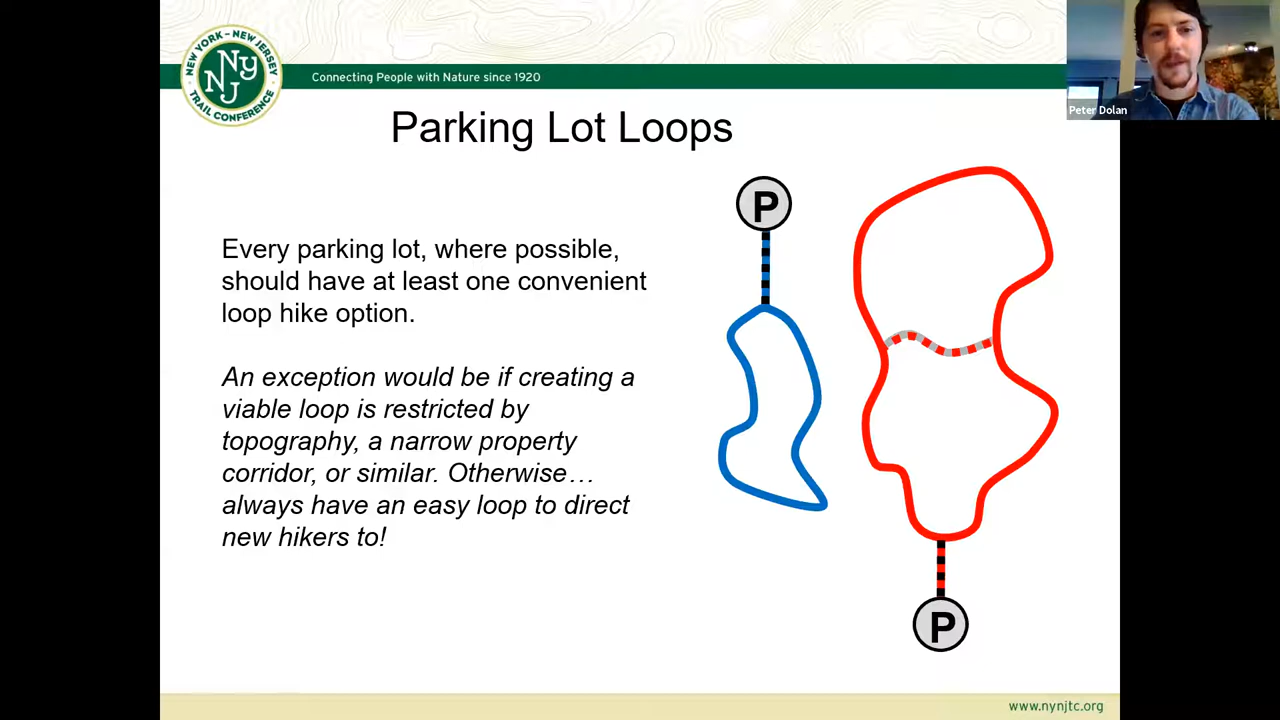 NEW YORK - NEW JERSEY
NY
NJ
TRAIL CONFERENCE
Connecting People with Nature since 1920
Peter Dolan
Parking Lot Loops
P
Every parking lot, where possible,
should have at least one convenient
loop hike option.
An exception would be if creating a
viable loop is restricted by
topography, a narrow property
corridor, or similar. Otherwise…
always have an easy loop to direct
new hikers to!
P
www.nynjtc.org